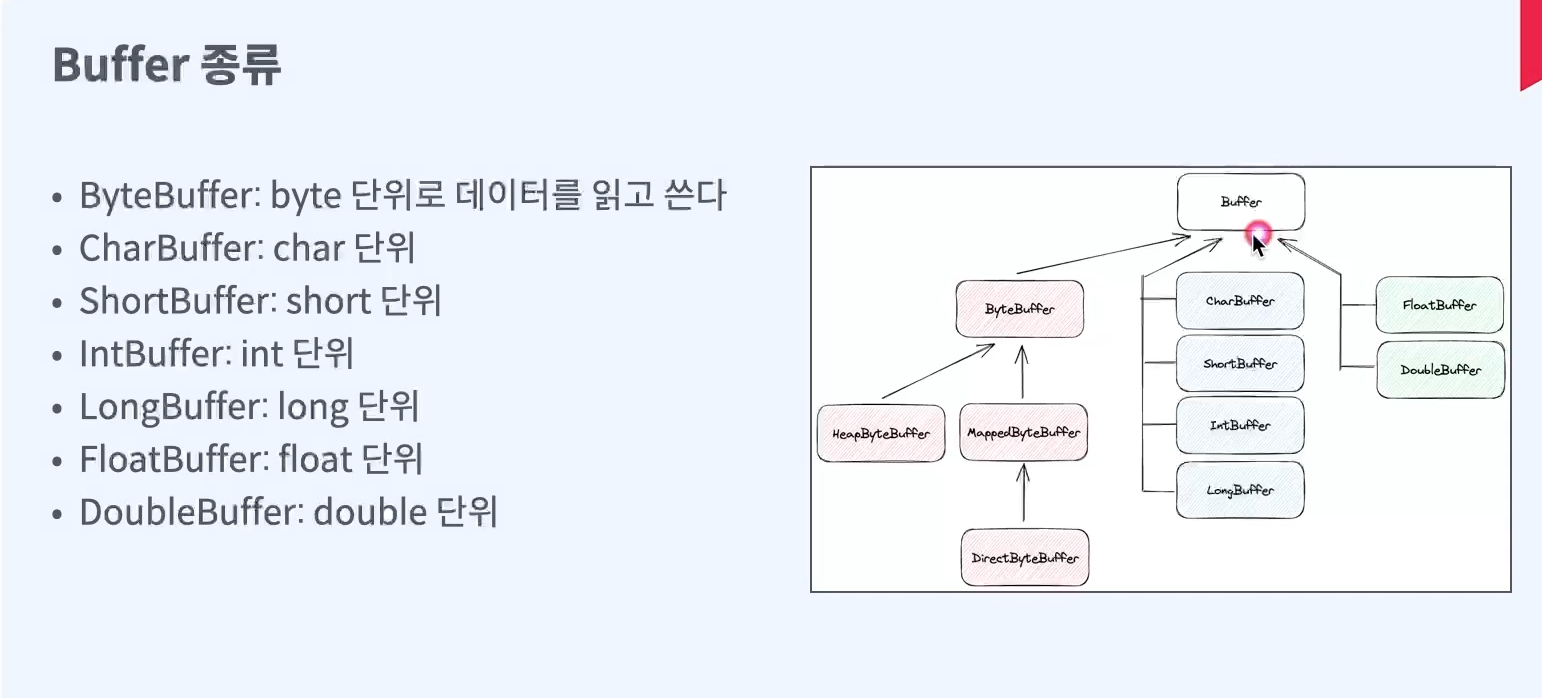 Buffer 종류
• ByteBuffer: byte 단위로 데이터를 읽고 쓴다
• CharBuffer: char 단위
• ShortBuffer: short 단위
• IntBuffer: int 단위
• LongBuffer: long 단위
• FloatBuffer: float 단위
• DoubleBuffer: double 단위
Buffer
ByteBuffer
HeapByteBuffer
MappedByteBuffer
DirectByteBuffer
CharBuffer
ShortBuffer
IntBuffer
LongBuffer
FloatBuffer
DoubleBuffer